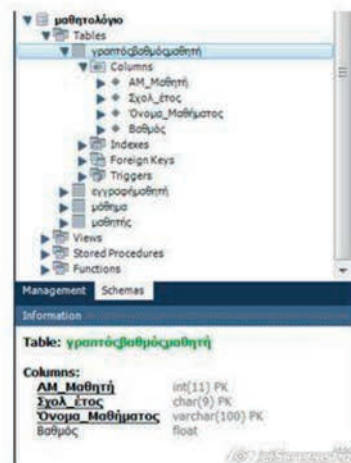 μαθητολόγιο
Tables
γραπτόςβαθμόςμαθητή
Columns
ΑΜ_Μαθητή
Σχολ_έτος
Όνομα_Μαθήματος
Βαθμός
Indexes
Foreign Keys
Triggers
εγγραφήμαθητή
μάθημα
μαθητής
Views
Stored Procedures
Functions
Management Schemas
Information
Table: γραπτόςβαθμόςμαθητή
Columns:
ΑΜ_Μαθητή int(11) PK
Σχολ_έτος char(9) PK
Όνομα_Μαθήματος varchar(100) PK
Βαθμός float